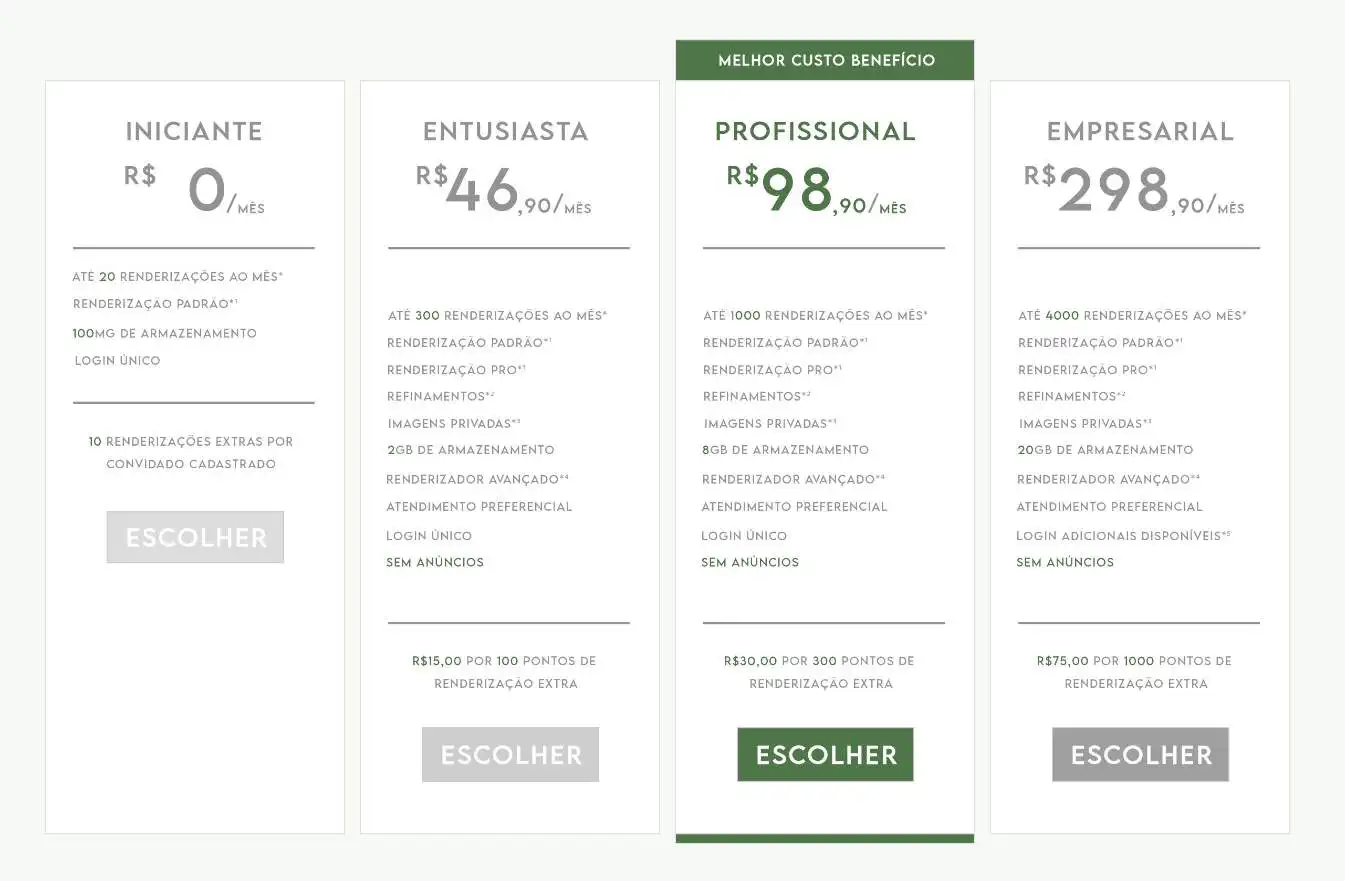 INICIANTE
R$ 0/MÊS
ATÉ 20 RENDERIZAÇÕES AO MÊS*
RENDERIZAÇÃO PADRÃO*¹
100MG DE ARMAZENAMENTO
LOGIN ÚNICO
10 RENDERIZAÇÕES EXTRAS POR
CONVIDADO CADASTRADO
ESCOLHER
ENTUSIASTA
R$46,90/MÊS
ATÉ 300 RENDERIZAÇÕES AO MÊS*
RENDERIZAÇÃO PADRÃO*¹
RENDERIZAÇÃO PRO*¹
REFINAMENTOS*²
IMAGENS PRIVADAS*³
2GB DE ARMAZENAMENTO
RENDERIZADOR AVANÇADO*⁴
ATENDIMENTO PREFERENCIAL
LOGIN ÚNICO
SEM ANÚNCIOS
R$15,00 POR 100 PONTOS DE
RENDERIZAÇÃO EXTRA
ESCOLHER
MELHOR CUSTO BENEFÍCIO
PROFISSIONAL
R$98,90/MÊS
ATÉ 1000 RENDERIZAÇÕES AO MÊS*
RENDERIZAÇÃO PADRÃO*¹
RENDERIZAÇÃO PRO*¹
REFINAMENTOS*²
IMAGENS PRIVADAS*³
8GB DE ARMAZENAMENTO
RENDERIZADOR AVANÇADO*⁴
ATENDIMENTO PREFERENCIAL
LOGIN ÚNICO
SEM ANÚNCIOS
R$30,00 POR 300 PONTOS DE
RENDERIZAÇÃO EXTRA
ESCOLHER
EMPRESARIAL
R$298,90/MÊS
ATÉ 4000 RENDERIZAÇÕES AO MÊS*
RENDERIZAÇÃO PADRÃO*¹
RENDERIZAÇÃO PRO*¹
REFINAMENTOS*²
IMAGENS PRIVADAS*³
20GB DE ARMAZENAMENTO
RENDERIZADOR AVANÇADO*⁴
ATENDIMENTO PREFERENCIAL
LOGIN ADICIONAIS DISPONÍVEIS*⁵
SEM ANÚNCIOS
R$75,00 POR 1000 PONTOS DE
RENDERIZAÇÃO EXTRA
ESCOLHER